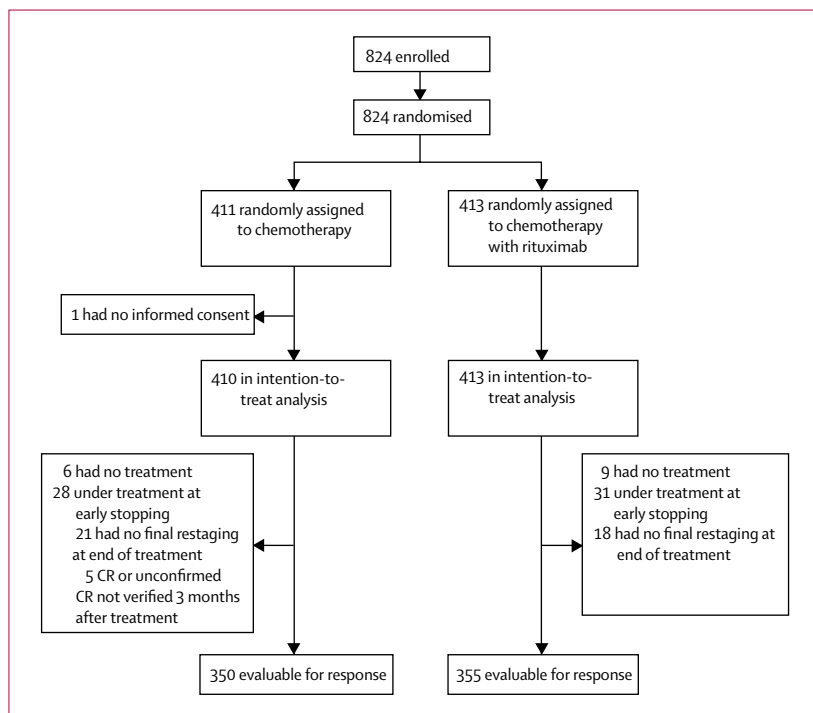 824 enrolled
824 randomised
411 randomly assigned
to chemotherapy
413 randomly assigned
to chemotherapy
with rituximab
1 had no informed consent
410 in intention-to-
treat analysis
413 in intention-to-
treat analysis
6 had no treatment
28 under treatment at
early stopping
21 had no final restaging
at end of treatment
5 CR or unconfirmed
CR not verified 3 months
after treatment
9 had no treatment
31 under treatment at
early stopping
18 had no final restaging at
end of treatment
350 evaluable for response
355 evaluable for response